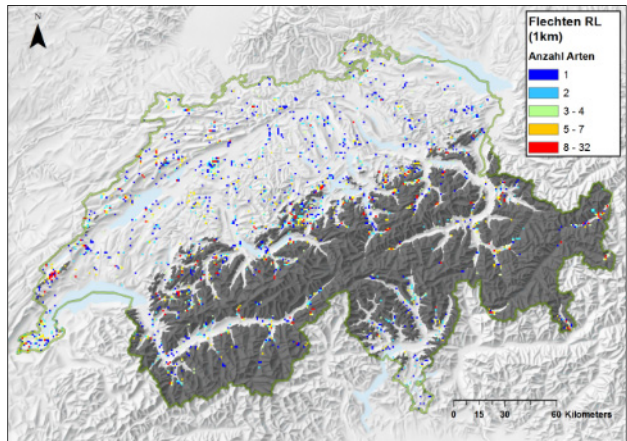 N
Flechten RL
(1km)
Anzahl Arten
1
2
3 - 4
5 - 7
8 - 32
0 15 30 60 Kilometers